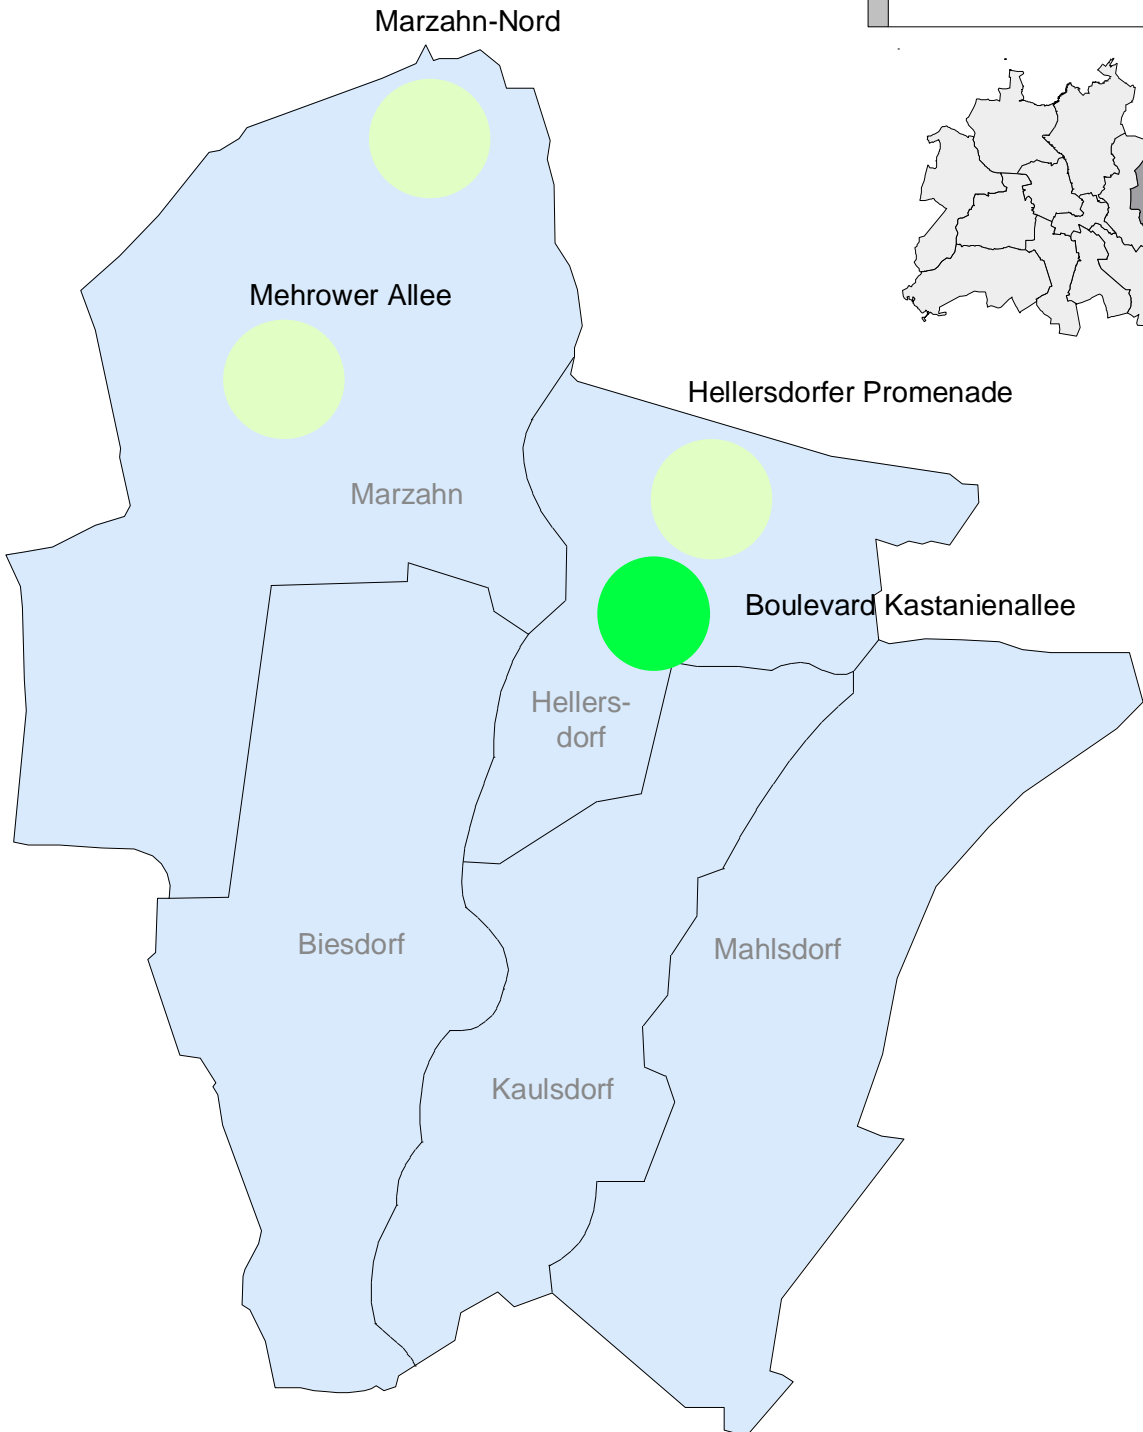 Marzahn-Nord
Mehrower Allee
Hellersdorfer Promenade
Marzahn
Boulevard Kastanienallee
Hellers-
dorf
Biesdorf
Mahlsdorf
Kaulsdorf